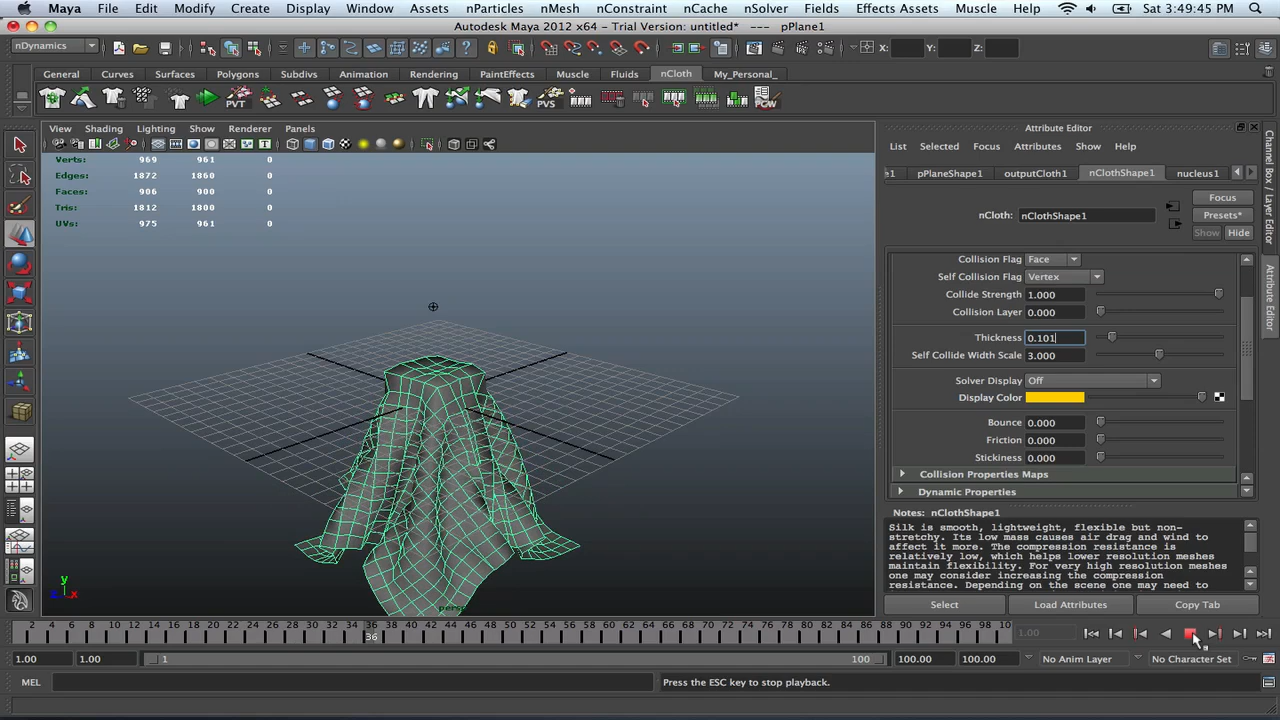 Maya File Edit Modify Create Display Window Assets nParticles nMesh nConstraint nCache nSolver Fields Effects Assets Muscle Help Sat 3:49:45 PM
Autodesk Maya 2012 x64 - Trial Version: untitled* --- pPlane1
nDynamics X: Y: Z:
General Curves Surfaces Polygons Subdivs Animation Rendering PaintEffects Muscle Fluids nCloth My_Personal_
PVT PVS PGW
View Shading Lighting Show Renderer Panels
Verts: 969 961 0
Edges: 1872 1860 0
Faces: 906 900 0
Tris: 1812 1800 0
UVs: 975 961 0
persp
y
x
Attribute Editor
List Selected Focus Attributes Show Help
e1 pPlaneShape1 outputCloth1 nClothShape1 nucleus1
Focus
nCloth: nClothShape1 Presets*
Show Hide
Collision Flag Face
Self Collision Flag Vertex
Collide Strength 1.000
Collision Layer 0.000
Thickness 0.101
Self Collide Width Scale 3.000
Solver Display Off
Display Color
Bounce 0.000
Friction 0.000
Stickiness 0.000
Collision Properties Maps
Dynamic Properties
Notes: nClothShape1
Silk is smooth, lightweight, flexible but non-
stretchy. Its low mass causes air drag and wind to
affect it more. The compression resistance is
relatively low, which helps lower resolution meshes
maintain flexibility. For very high resolution meshes
one may consider increasing the compression
resistance. Depending on the scene one may need to
Select Load Attributes Copy Tab
Channel Box / Layer Editor
Attribute Editor
2 4 6 8 10 12 14 16 18 20 22 24 26 28 30 32 34 36 38 40 42 44 46 48 50 52 54 56 58 60 62 64 66 68 70 72 74 76 78 80 82 84 86 88 90 92 94 96 98 10
36
1.00
1.00 1.00 1 100 100.00 100.00 No Anim Layer No Character Set
MEL Press the ESC key to stop playback.